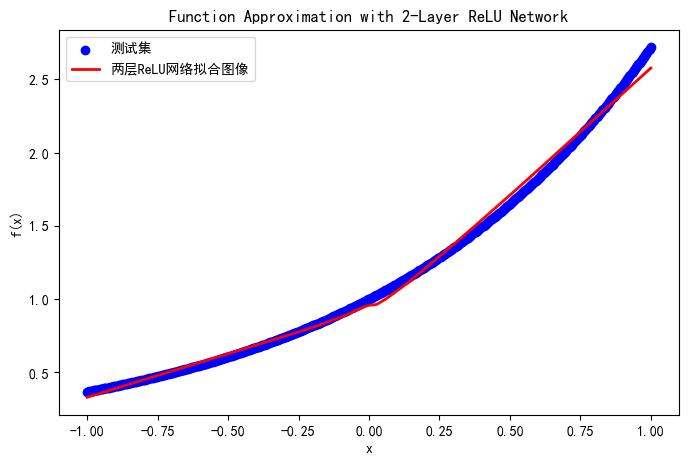 Function Approximation with 2-Layer ReLU Network
测试集
两层ReLU网络拟合图像
2.5
2.0
1.5
1.0
0.5
f(x)
-1.00 -0.75 -0.50 -0.25 0.00 0.25 0.50 0.75 1.00
x